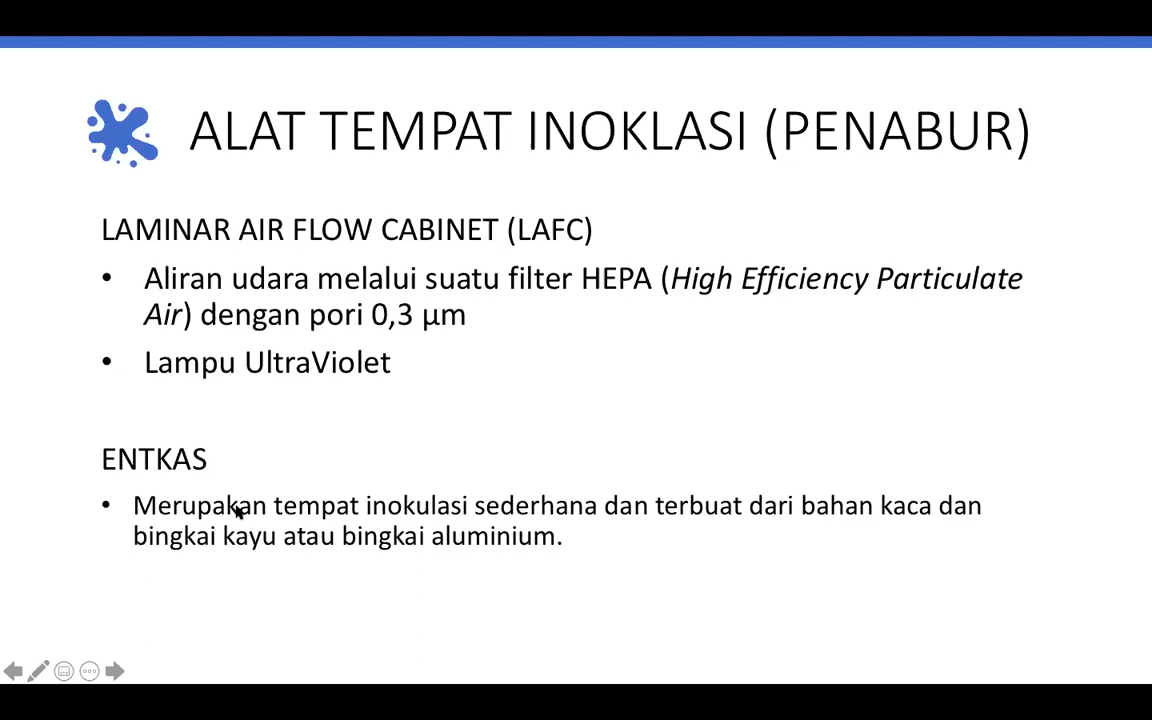 ALAT TEMPAT INOKLASI (PENABUR)
LAMINAR AIR FLOW CABINET (LAFC)
• Aliran udara melalui suatu filter HEPA (High Efficiency Particulate
Air) dengan pori 0,3 µm
• Lampu UltraViolet
ENTKAS
• Merupakan tempat inokulasi sederhana dan terbuat dari bahan kaca dan
bingkai kayu atau bingkai aluminium.